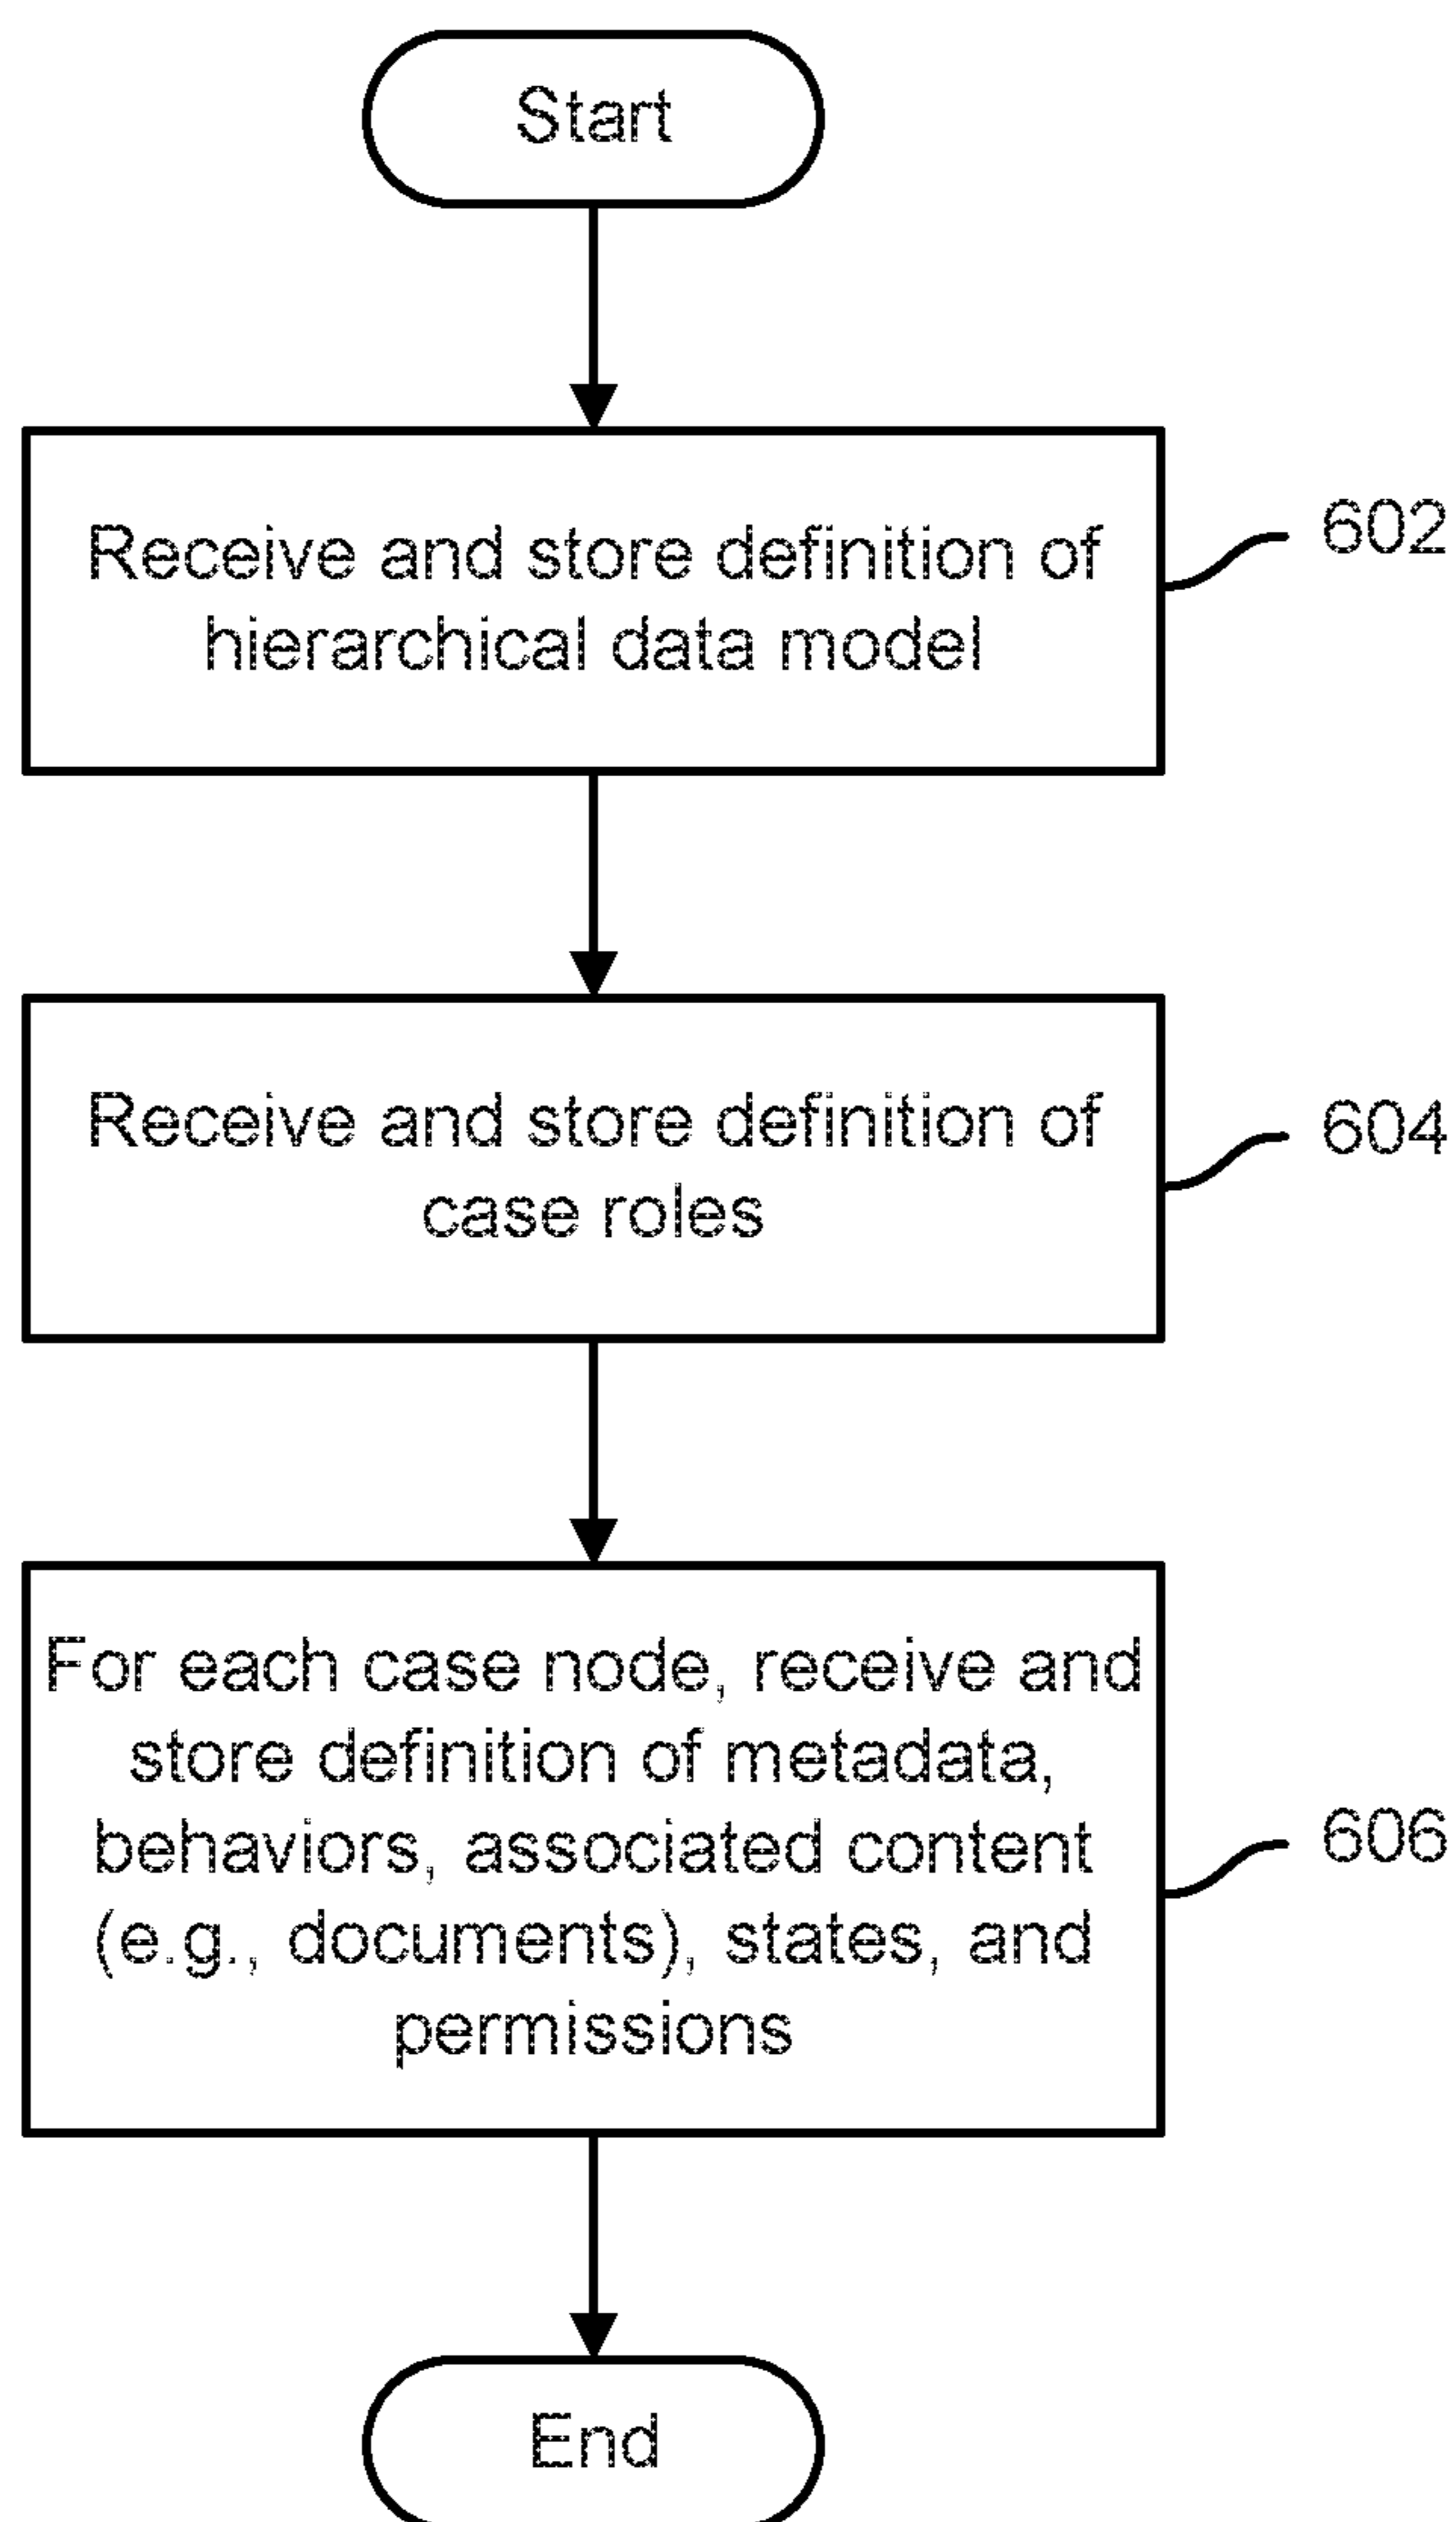 Start
Receive and store definition of
hierarchical data model
602
Receive and store definition of
case roles
604
For each case node, receive and
store definition of metadata,
behaviors, associated content
(e.g., documents), states, and
permissions
606
End